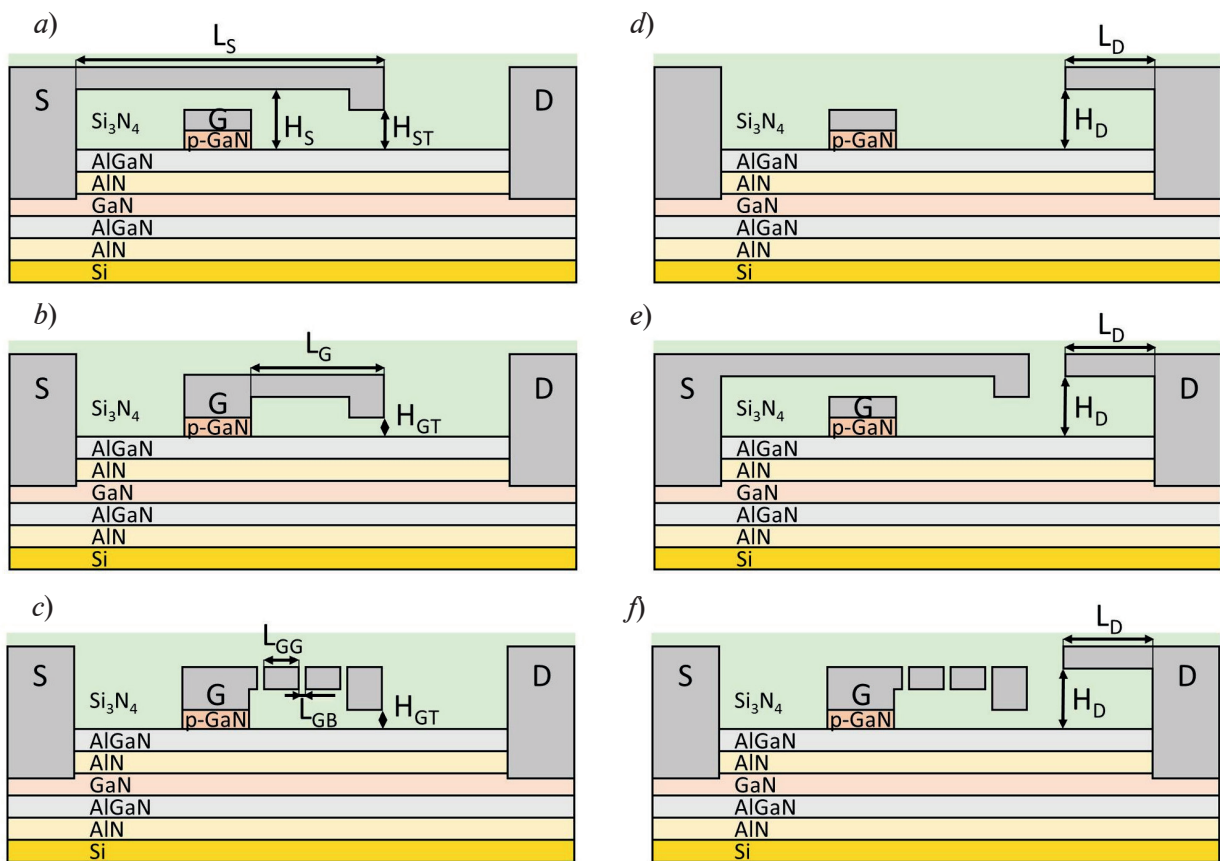 a)
L_S
S
D
Si₃N₄
G
H_S
H_ST
p-GaN
AlGaN
AlN
GaN
AlGaN
AlN
Si
b)
L_G
S
D
Si₃N₄
G
H_GT
p-GaN
AlGaN
AlN
GaN
AlGaN
AlN
Si
c)
L_GG
S
D
Si₃N₄
G
L_GB
H_GT
p-GaN
AlGaN
AlN
GaN
AlGaN
AlN
Si
d)
L_D
Si₃N₄
H_D
p-GaN
AlGaN
AlN
GaN
AlGaN
AlN
Si
e)
L_D
S
D
Si₃N₄
G
H_D
p-GaN
AlGaN
AlN
GaN
AlGaN
AlN
Si
f)
L_D
S
D
Si₃N₄
G
H_D
p-GaN
AlGaN
AlN
GaN
AlGaN
AlN
Si